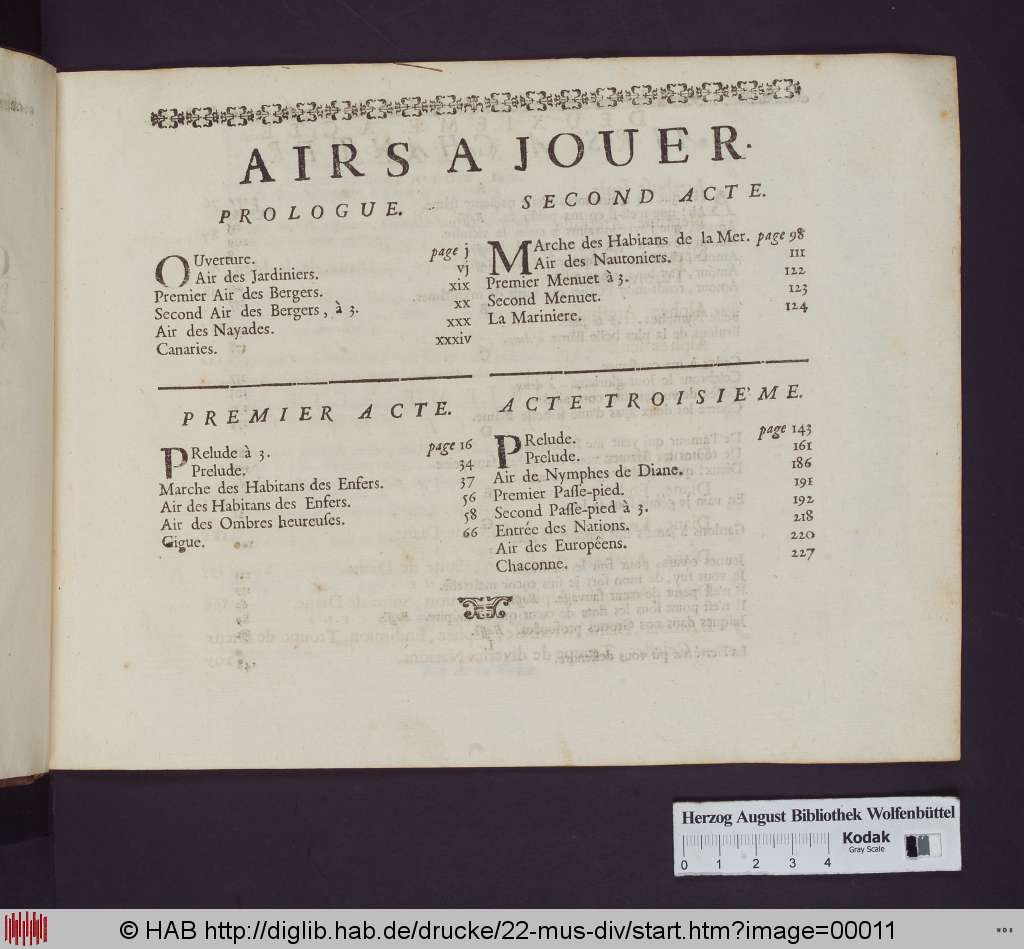 AIRS A JOUER.
PROLOGUE.
OUverture. page j
Air des Jardiniers. vj
Premier Air des Bergers. xix
Second Air des Bergers, à 3. xx
Air des Nayades. xxx
Canaries. xxxiv
SECOND ACTE.
MArche des Habitans de la Mer. page 98
Air des Nautoniers. 111
Premier Menuet à 3. 122
Second Menuet. 123
La Mariniere. 124
PREMIER ACTE.
PRelude à 3. page 16
Prelude. 34
Marche des Habitans des Enfers. 37
Air des Habitans des Enfers. 56
Air des Ombres heureuſes. 58
Gigue. 66
ACTE TROISIE'ME.
PRelude. page 143
Prelude. 161
Air de Nymphes de Diane. 186
Premier Paſſe-pied. 191
Second Paſſe-pied à 3. 192
Entrée des Nations. 218
Air des Européens. 220
Chaconne. 227
Herzog August Bibliothek Wolfenbüttel
0 1 2 3 4
Kodak
Gray Scale
© HAB http://diglib.hab.de/drucke/22-mus-div/start.htm?image=00011